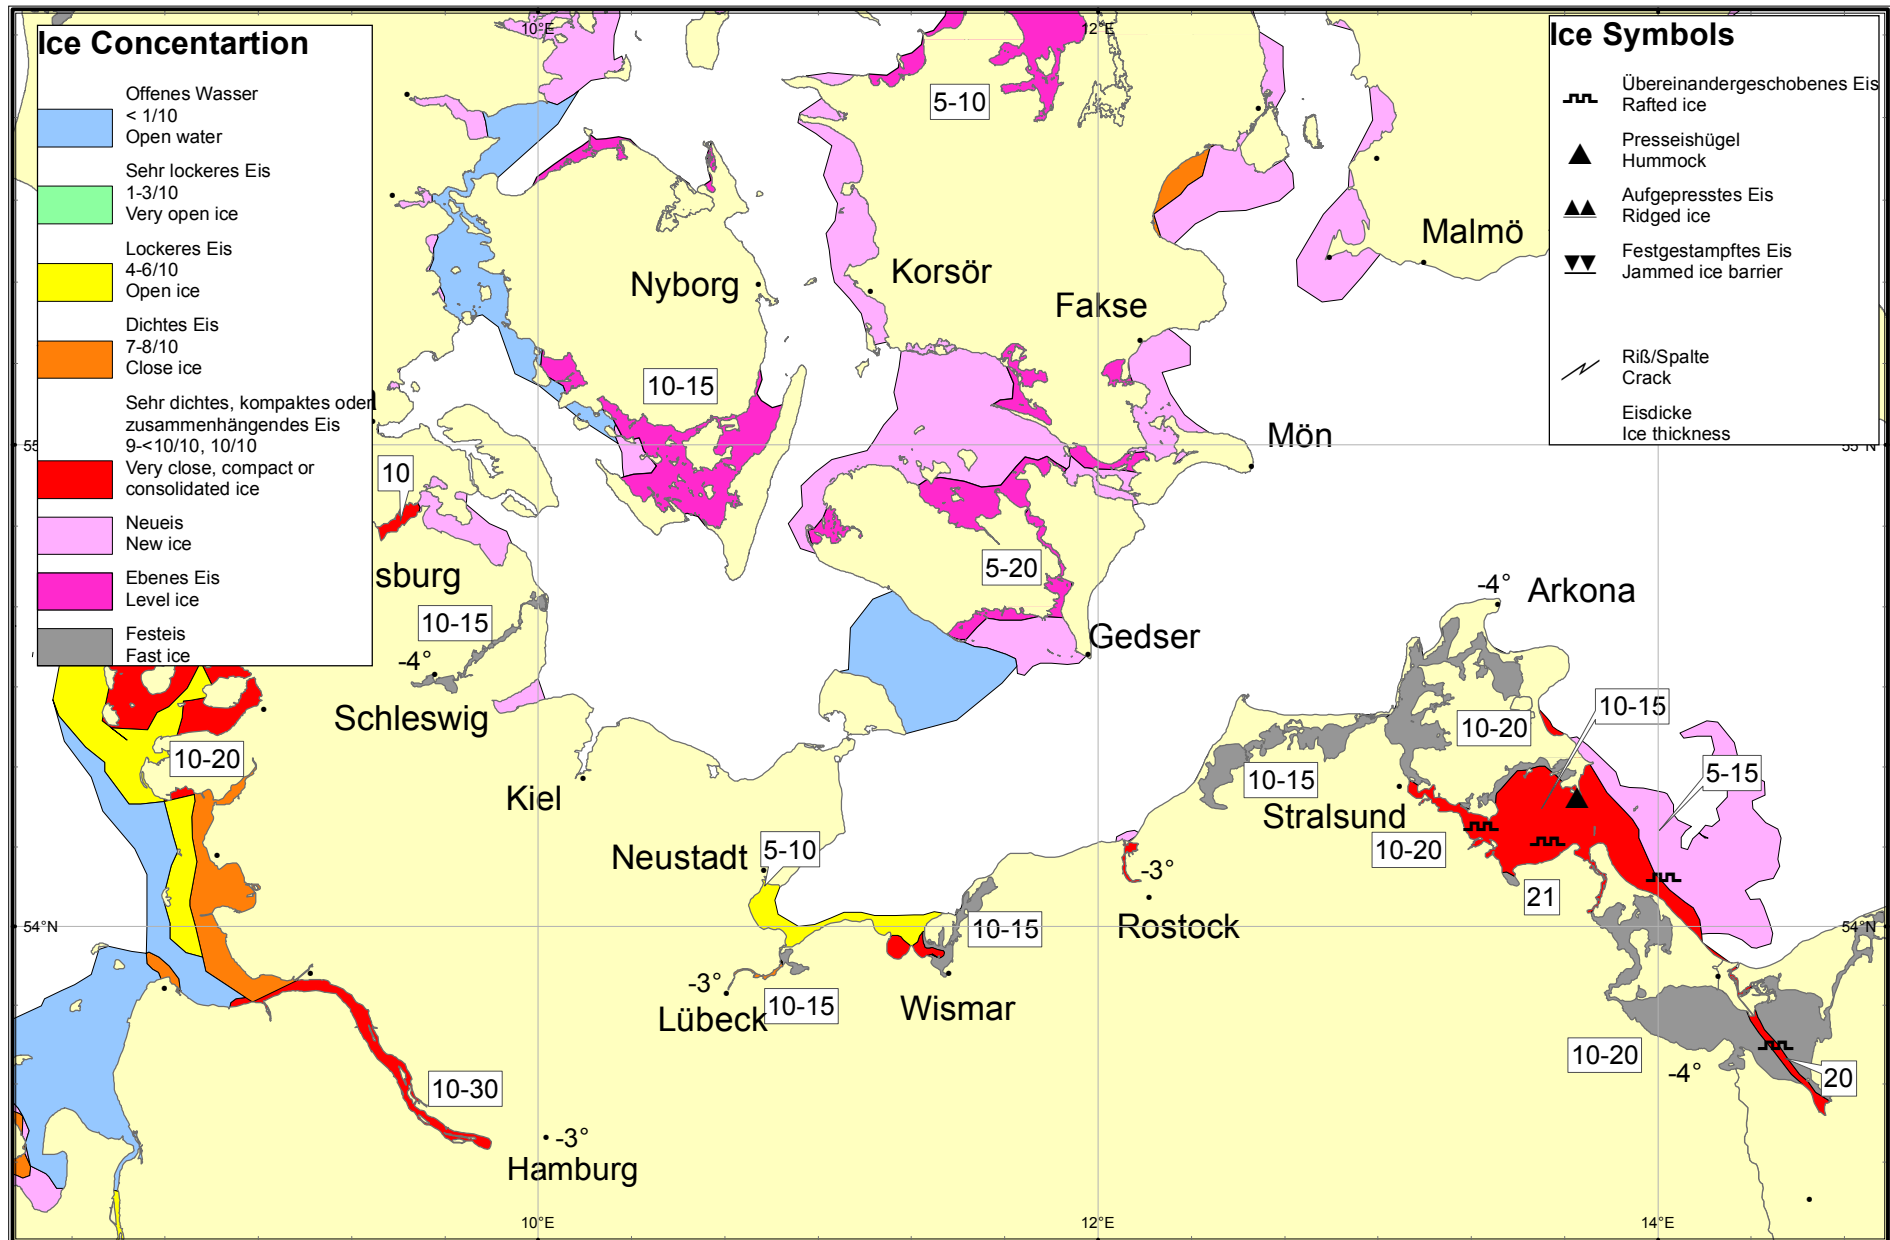 Ice Concentartion
Offenes Wasser
< 1/10
Open water
Sehr lockeres Eis
1-3/10
Very open ice
Lockeres Eis
4-6/10
Open ice
Dichtes Eis
7-8/10
Close ice
Sehr dichtes, kompaktes oder
zusammenhängendes Eis
9-<10/10, 10/10
Very close, compact or
consolidated ice
Neueis
New ice
Ebenes Eis
Level ice
Festeis
Fast ice
Ice Symbols
Übereinandergeschobenes Eis
Rafted ice
Presseishügel
Hummock
Aufgepresstes Eis
Ridged ice
Festgestampftes Eis
Jammed ice barrier
Riß/Spalte
Crack
Eisdicke
Ice thickness
10°E
12°E
5-10
Malmö
Nyborg
Korsör
Fakse
10-15
Mön
55°N
10
sburg
5-20
10-15
-4°
Arkona
-4°
Gedser
Schleswig
10-15
10-20
10-20
5-15
10-15
Kiel
Stralsund
Neustadt
5-10
10-20
-3°
21
10-15
Rostock
54°N
54°N
-3°
10-15
Lübeck
Wismar
10-20
-4°
20
10-30
-3°
Hamburg
10°E
12°E
14°E